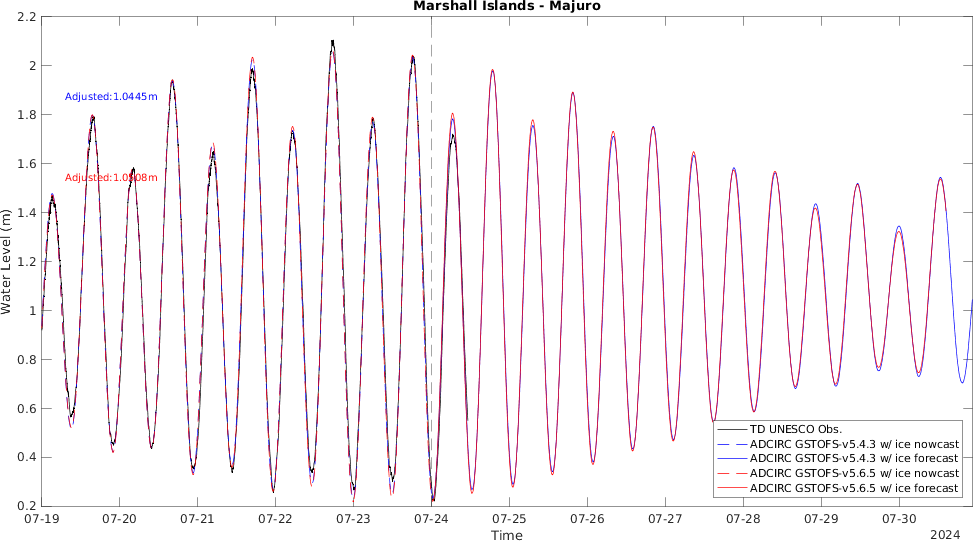 Marshall Islands - Majuro
Water Level (m)
2.2
2
1.8
1.6
1.4
1.2
1
0.8
0.6
0.4
0.2
Adjusted:1.0445m
Adjusted:1.0508m
TD UNESCO Obs.
ADCIRC GSTOFS-v5.4.3 w/ ice nowcast
ADCIRC GSTOFS-v5.4.3 w/ ice forecast
ADCIRC GSTOFS-v5.6.5 w/ ice nowcast
ADCIRC GSTOFS-v5.6.5 w/ ice forecast
07-19 07-20 07-21 07-22 07-23 07-24 07-25 07-26 07-27 07-28 07-29 07-30
Time
2024